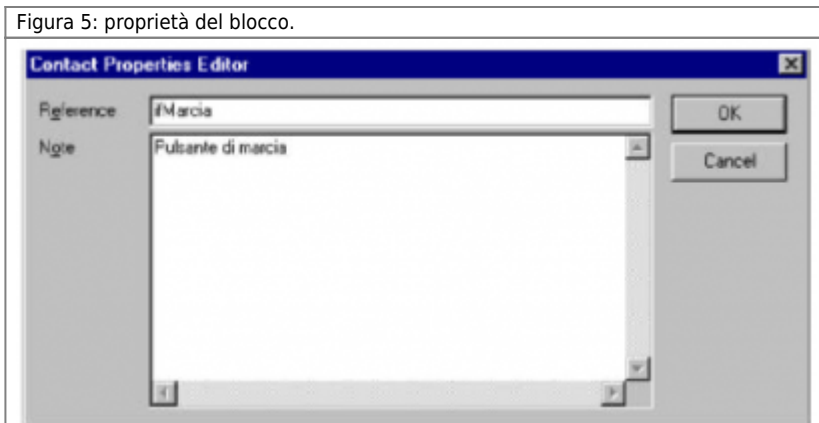 Figura 5: proprietà del blocco.
Contact Properties Editor
Reference
ifMarcia
OK
Note
Pulsante di marcia
Cancel